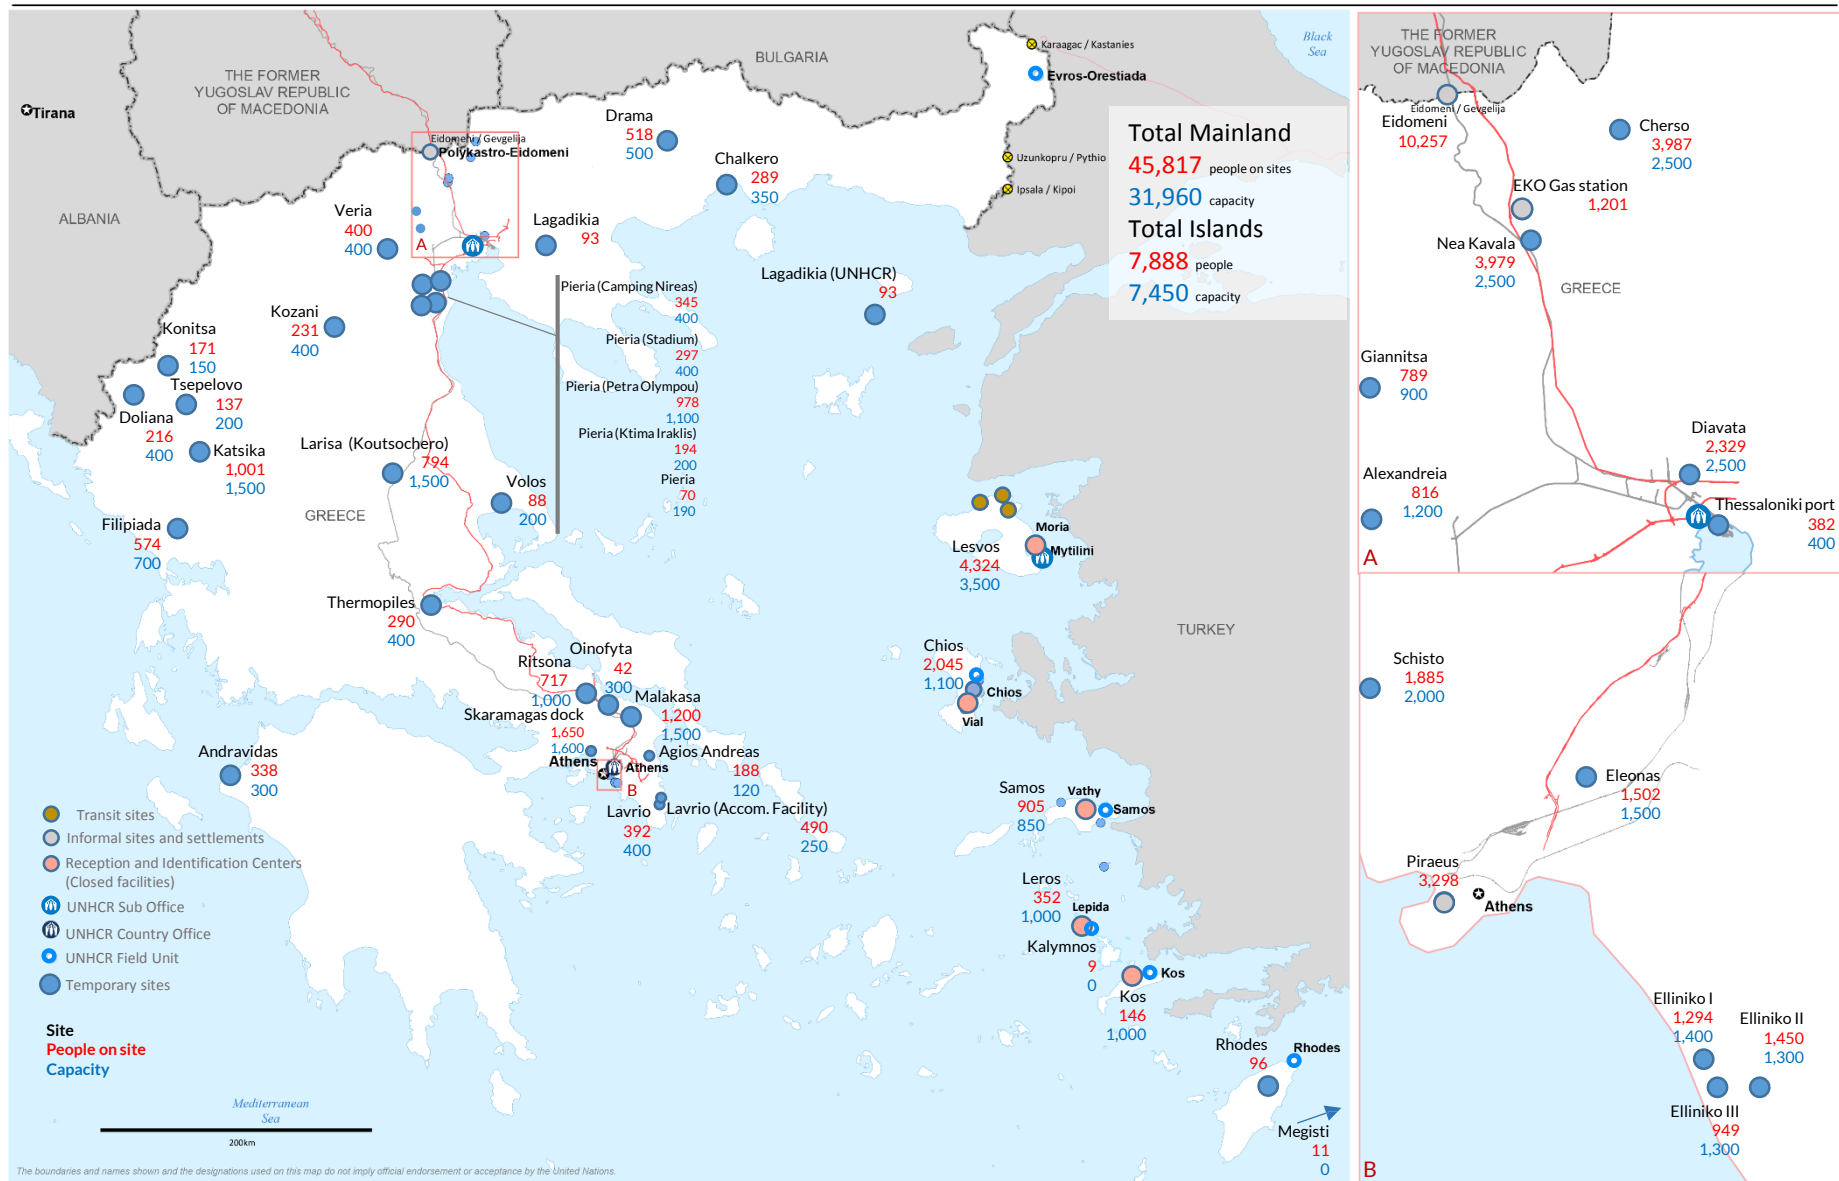 BULGARIA
Black
Sea
Karaagac / Kastanies
Evros-Orestiada
THE FORMER
YUGOSLAV REPUBLIC
OF MACEDONIA
Tirana
ALBANIA
Eidomeni / Gevgelija
Polykastro-Eidomeni
Drama
518
500
Chalkero
289
350
Uzunkopru / Pythio
Ipsala / Kipoi
Total Mainland
45,817 people on sites
31,960 capacity
Total Islands
7,888 people
7,450 capacity
Veria
400
400
A
Lagadikia
93
Lagadikia (UNHCR)
93
Kozani
231
400
Konitsa
171
150
Tsepelovo
137
200
Doliana
216
400
Katsika
1,001
1,500
Pieria (Camping Nireas)
345
400
Pieria (Stadium)
297
400
Pieria (Petra Olympou)
978
1,100
Pieria (Ktima Iraklis)
194
200
Pieria
70
190
Larisa (Koutsochero)
794
1,500
Volos
88
200
GREECE
Filipiada
574
700
Thermopiles
290
400
Moria
Mytilini
Lesvos
4,324
3,500
TURKEY
Oinofyta
42
300
Ritsona
717
1,000
Malakasa
1,200
1,500
Skaramagas dock
1,650
1,600
Athens
Athens
B
Agios Andreas
188
120
Lavrio
392
400
Lavrio (Accom. Facility)
490
250
Andravidas
338
300
Chios
2,045
1,100
Chios
Vial
Samos
905
850
Vathy
Samos
Leros
352
1,000
Lepida
Kalymnos
9
0
Kos
Kos
146
1,000
Rhodes
96
Rhodes
Megisti
11
0
Transit sites
Informal sites and settlements
Reception and Identification Centers
(Closed facilities)
UNHCR Sub Office
UNHCR Country Office
UNHCR Field Unit
Temporary sites
Site
People on site
Capacity
Mediterranean
Sea
200km
The boundaries and names shown and the designations used on this map do not imply official endorsement or acceptance by the United Nations.
THE FORMER
YUGOSLAV REPUBLIC
OF MACEDONIA
Eidomeni / Gevgelija
Eidomeni
10,257
Cherso
3,987
2,500
EKO Gas station
1,201
Nea Kavala
3,979
2,500
GREECE
Giannitsa
789
900
Alexandreia
816
1,200
Diavata
2,329
2,500
Thessaloniki port
382
400
A
Schisto
1,885
2,000
Eleonas
1,502
1,500
Piraeus
3,298
Athens
Elliniko I
1,294
1,400
Elliniko II
1,450
1,300
Elliniko III
949
1,300
B